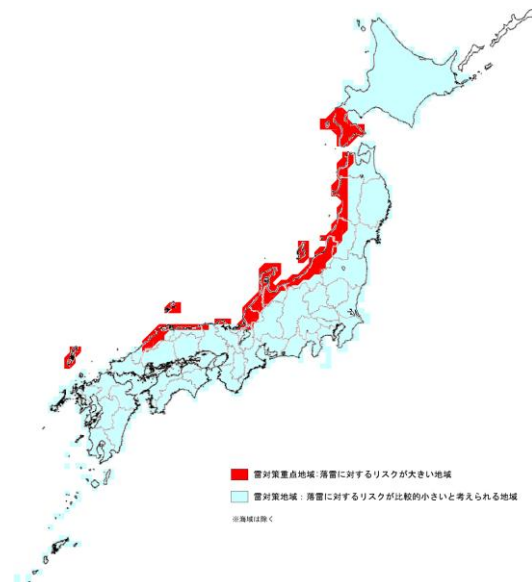 雷対策重点地域：落雷に対するリスクが大きい地域
雷対策地域：落雷に対するリスクが比較的小さいと考えられる地域
※海域は除く